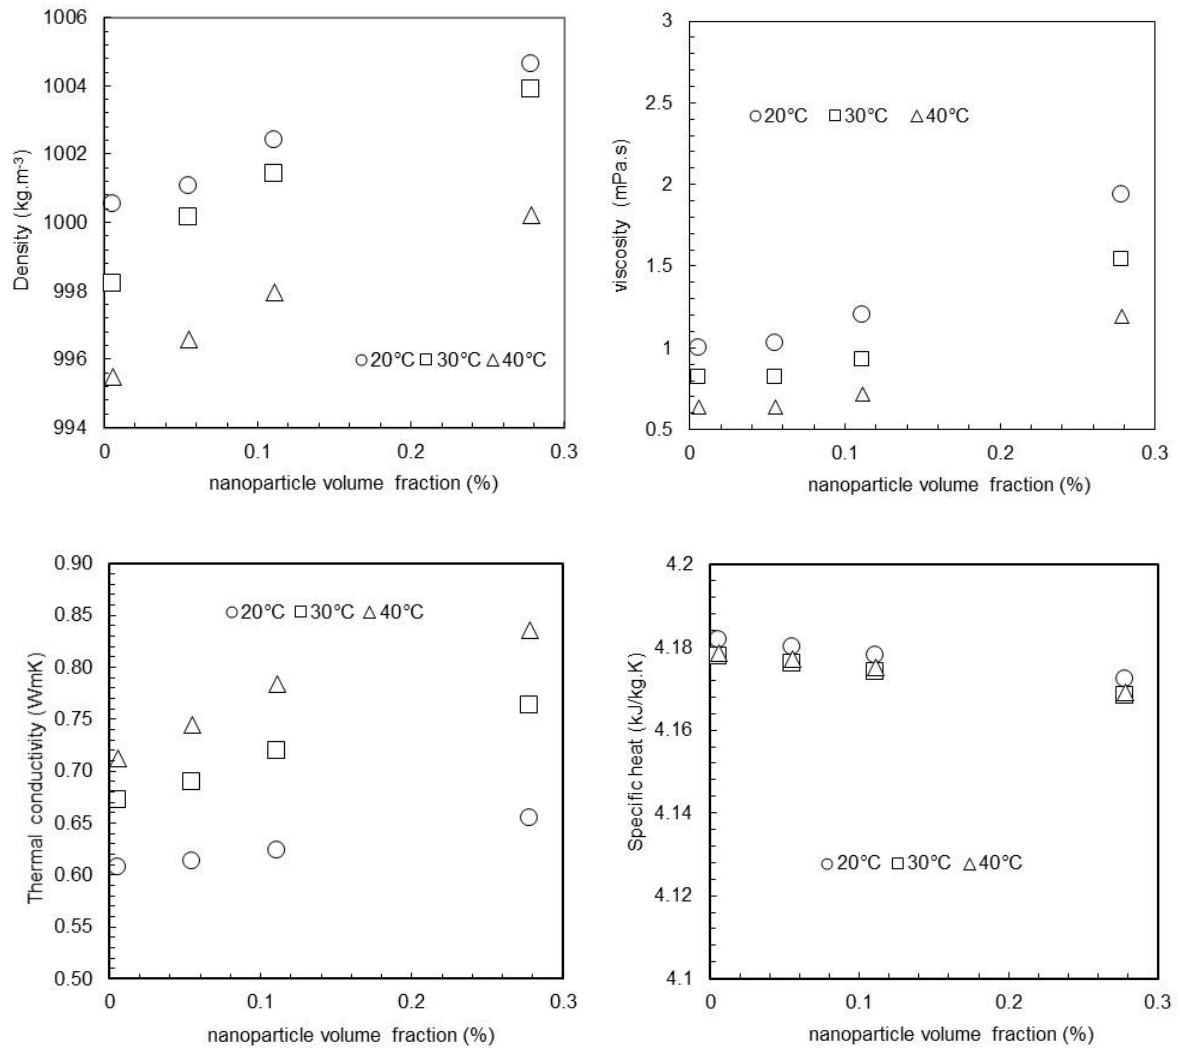 1006
1004
1002
1000
998
996
994
Density (kg.m-3)
20°C 30°C 40°C
0 0.1 0.2 0.3
nanoparticle volume fraction (%)
3
2.5
2
1.5
1
0.5
viscosity (mPa.s)
20°C 30°C 40°C
0 0.1 0.2 0.3
nanoparticle volume fraction (%)
0.90
0.85
0.80
0.75
0.70
0.65
0.60
0.55
0.50
Thermal conductivity (WmK)
20°C 30°C 40°C
0 0.1 0.2 0.3
nanoparticle volume fraction (%)
4.2
4.18
4.16
4.14
4.12
4.1
Specific heat (kJ/kg.K)
20°C 30°C 40°C
0 0.1 0.2 0.3
nanoparticle volume fraction (%)